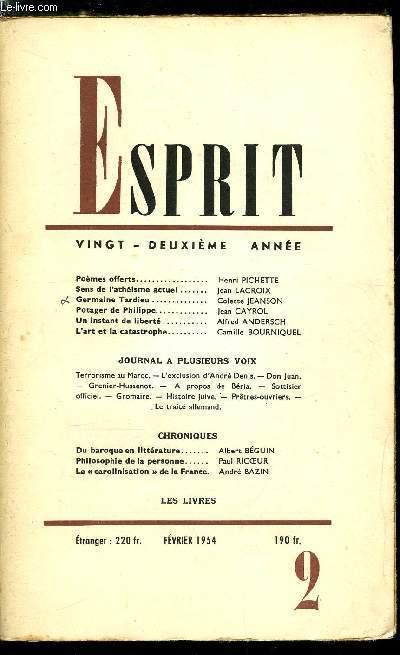 Le-livres.com
ESPRIT
VINGT - DEUXIÈME ANNÉE
Poèmes offerts.................. Henri PICHETTE
Sens de l'athéisme actuel ....... Jean LACROIX
Germaine Tardieu ............. Colette JEANSON
Potager de Philippe............ Jean CAYROL
Un instant de liberté .......... Alfred ANDERSCH
L'art et la catastrophe.......... Camille BOURNIQUEL
JOURNAL A PLUSIEURS VOIX
Terrorisme au Maroc. — L'exclusion d'André Denis. — Don Jean.
— Grenier-Hussenot. — A propos de Béria. — Sottisier
officiel. — Gromaire. — Histoire juive. — Prêtres-ouvriers. —
Le traité allemand.
CHRONIQUES
Du baroque en littérature....... Albert BÉGUIN
Philosophie de la personne...... Paul RICŒUR
La « carolinisation » de la France. André BAZIN
LES LIVRES
Étranger : 220 fr. FÉVRIER 1954 190 fr.
2